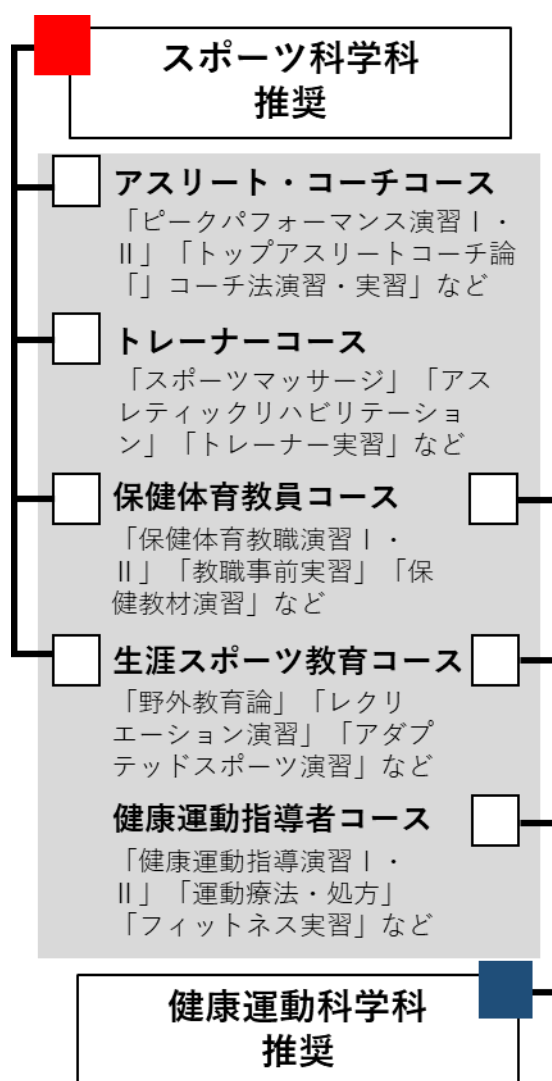 スポーツ科学科
推奨
アスリート・コーチコース
「ピークパフォーマンス演習Ⅰ・
Ⅱ」「トップアスリートコーチ論
「」コーチ法演習・実習」など
トレーナーコース
「スポーツマッサージ」「アス
レティックリハビリテーショ
ン」「トレーナー実習」など
保健体育教員コース
「保健体育教職演習Ⅰ・
Ⅱ」「教職事前実習」「保
健教材演習」など
生涯スポーツ教育コース
「野外教育論」「レクリ
エーション演習」「アダプ
テッドスポーツ演習」など
健康運動指導者コース
「健康運動指導演習Ⅰ・
Ⅱ」「運動療法・処方」
「フィットネス実習」など
健康運動科学科
推奨